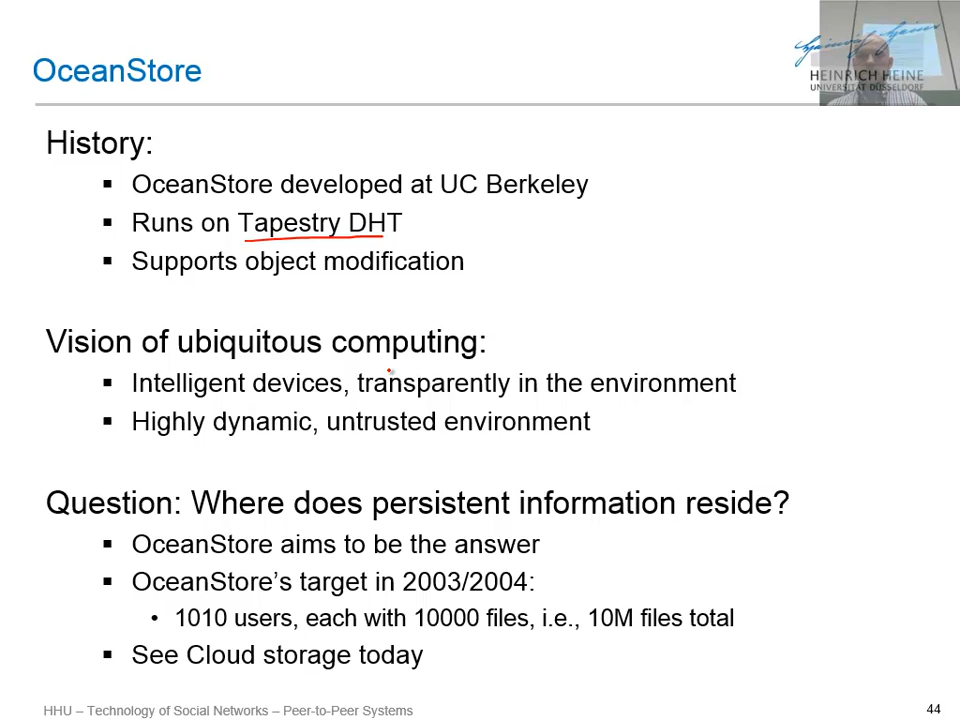 OceanStore
HEINRICH HEINE
UNIVERSITÄT DÜSSELDORF
History:
▪ OceanStore developed at UC Berkeley
▪ Runs on Tapestry DHT
▪ Supports object modification
Vision of ubiquitous computing:
▪ Intelligent devices, transparently in the environment
▪ Highly dynamic, untrusted environment
Question: Where does persistent information reside?
▪ OceanStore aims to be the answer
▪ OceanStore’s target in 2003/2004:
• 1010 users, each with 10000 files, i.e., 10M files total
▪ See Cloud storage today
HHU – Technology of Social Networks – Peer-to-Peer Systems
44